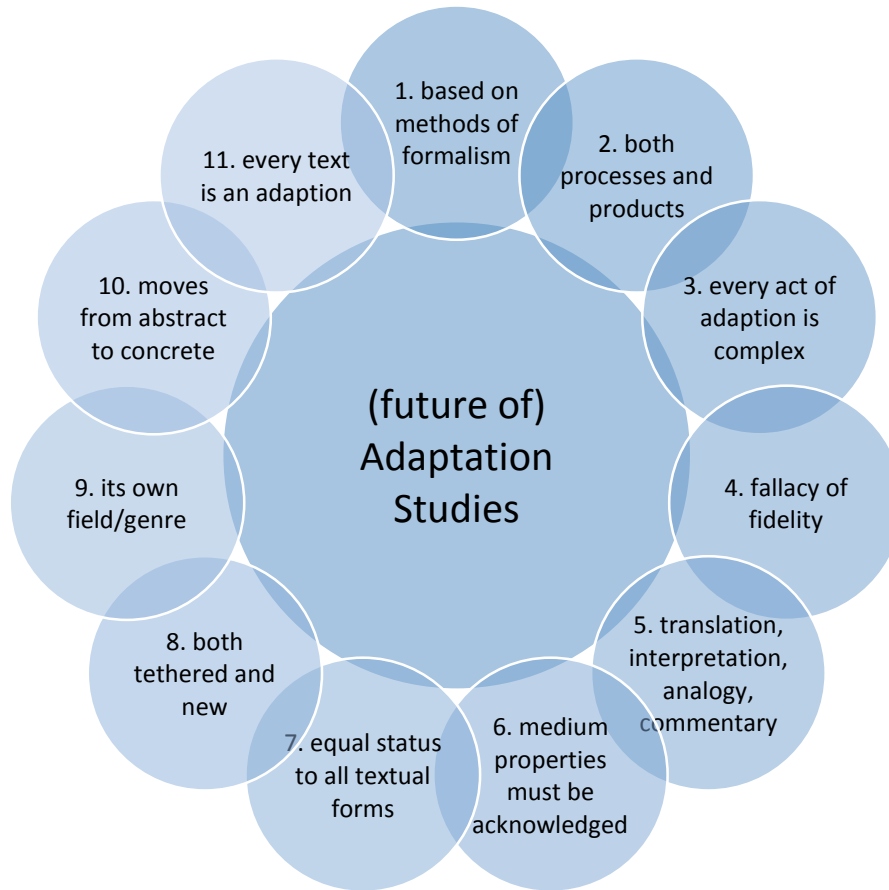 1. based on
methods of
formalism
2. both
processes and
products
3. every act of
adaption is
complex
4. fallacy of
fidelity
5. translation,
interpretation,
analogy,
commentary
6. medium
properties
must be
acknowledged
7. equal status
to all textual
forms
8. both
tethered and
new
9. its own
field/genre
10. moves
from abstract
to concrete
11. every text
is an adaption
(future of)
Adaptation
Studies